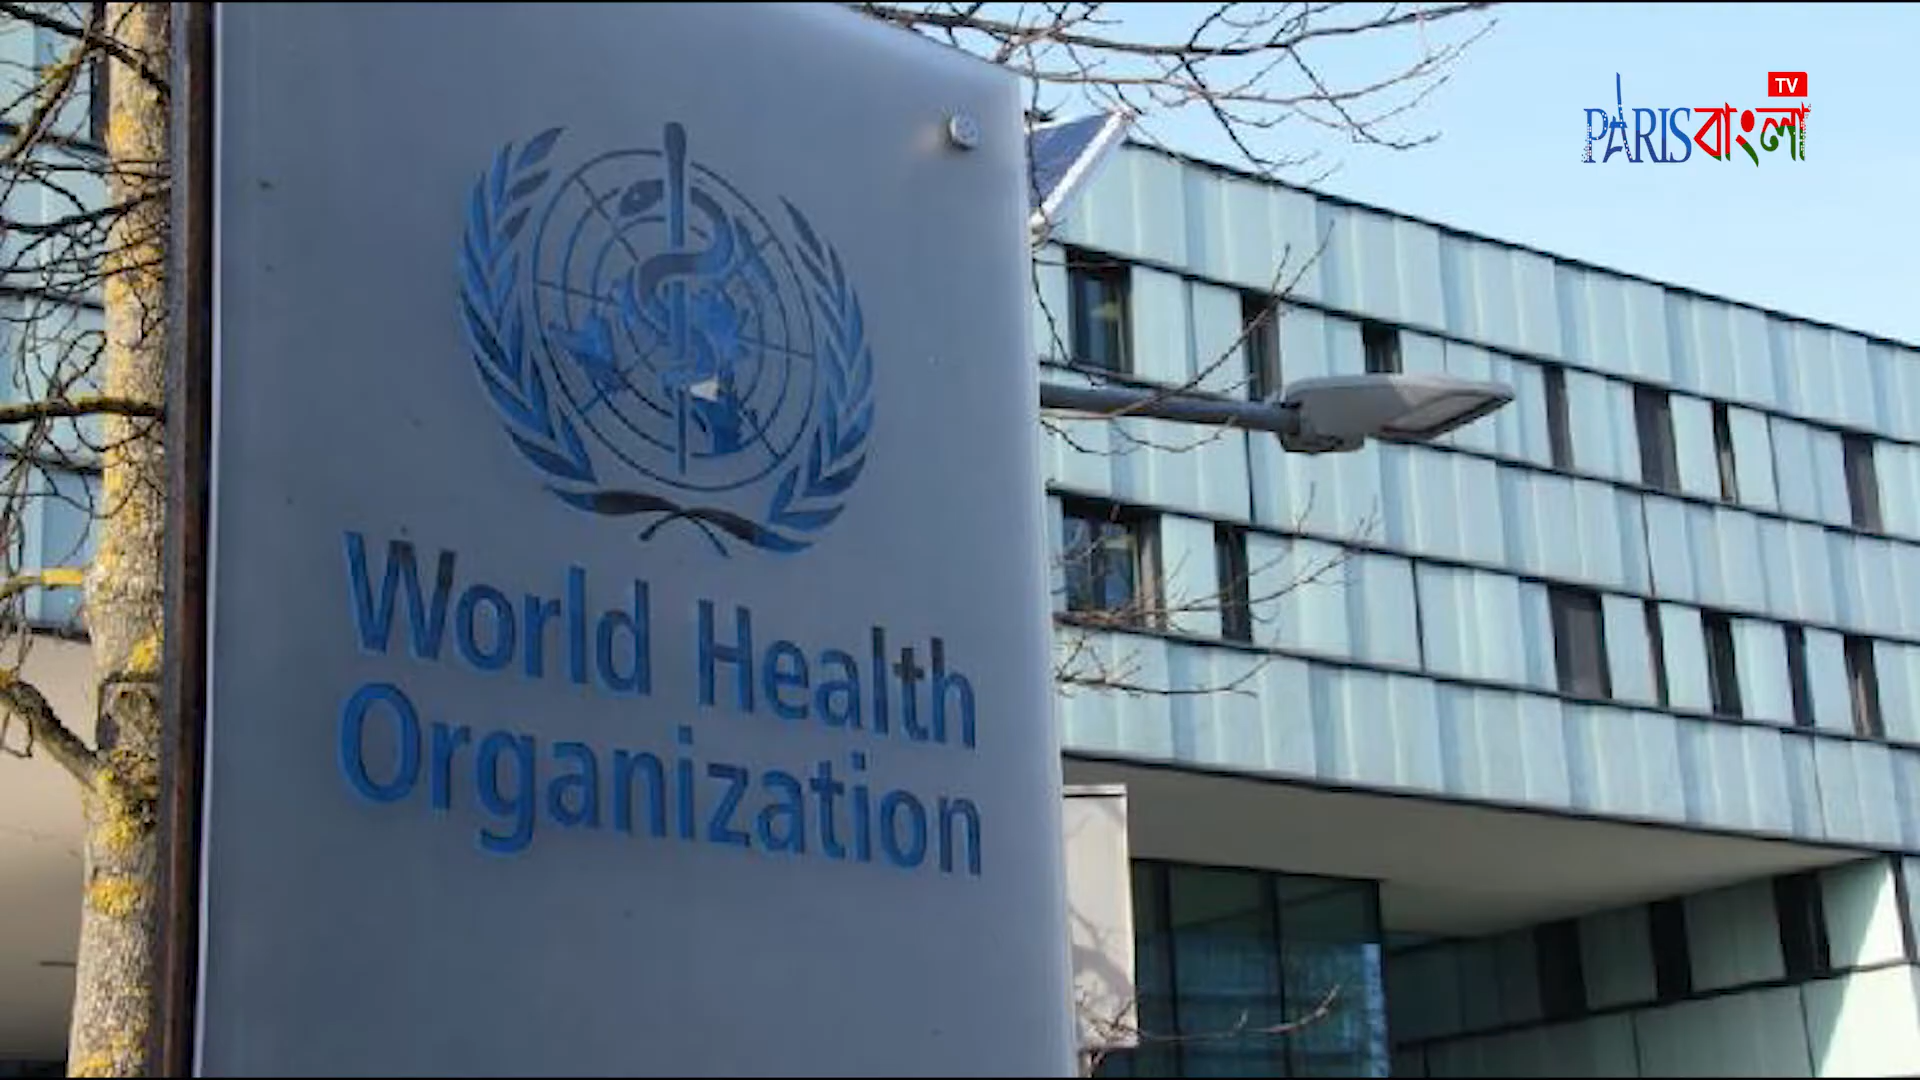 TV
PARISবাংলা
World Health
Organization